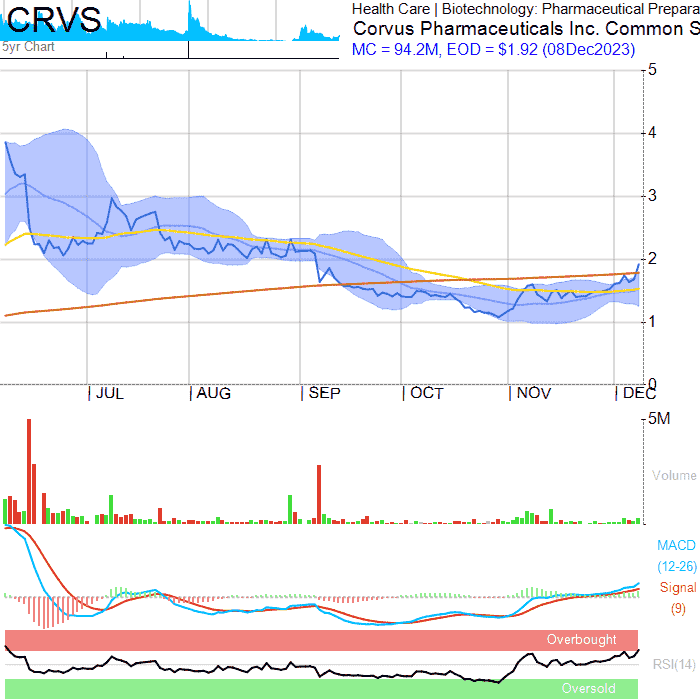 CRVS
5yr Chart
Health Care | Biotechnology: Pharmaceutical Prepara
Corvus Pharmaceuticals Inc. Common S
MC = 94.2M, EOD = $1.92 (08Dec2023)
5
4
3
2
1
0
JUL
AUG
SEP
OCT
NOV
DEC
5M
Volume
MACD
(12-26)
Signal
(9)
Overbought
RSI(14)
Oversold